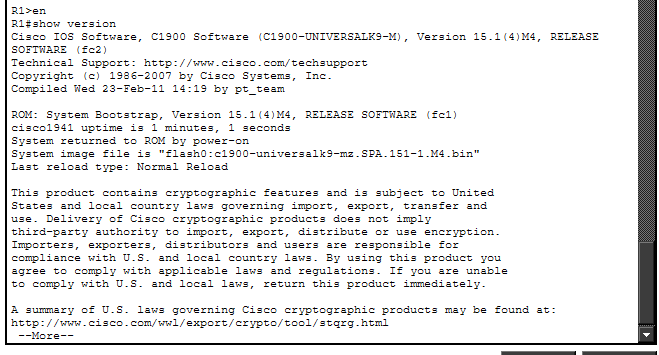 R1>en
R1#show version
Cisco IOS Software, C1900 Software (C1900-UNIVERSALK9-M), Version 15.1(4)M4, RELEASE
SOFTWARE (fc2)
Technical Support: http://www.cisco.com/techsupport
Copyright (c) 1986-2007 by Cisco Systems, Inc.
Compiled Wed 23-Feb-11 14:19 by pt_team

ROM: System Bootstrap, Version 15.1(4)M4, RELEASE SOFTWARE (fc1)
cisco1941 uptime is 1 minutes, 1 seconds
System returned to ROM by power-on
System image file is "flash0:c1900-universalk9-mz.SPA.151-1.M4.bin"
Last reload type: Normal Reload

This product contains cryptographic features and is subject to United
States and local country laws governing import, export, transfer and
use. Delivery of Cisco cryptographic products does not imply
third-party authority to import, export, distribute or use encryption.
Importers, exporters, distributors and users are responsible for
compliance with U.S. and local country laws. By using this product you
agree to comply with applicable laws and regulations. If you are unable
to comply with U.S. and local laws, return this product immediately.

A summary of U.S. laws governing Cisco cryptographic products may be found at:
http://www.cisco.com/wwl/export/crypto/tool/stqrg.html
 --More--